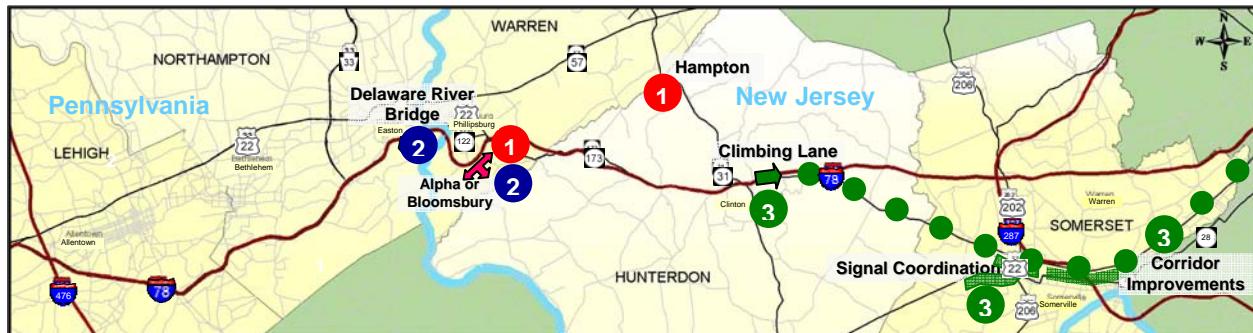 WARREN
NORTHAMPTON
33
33
57
Hampton
1
206
N
W
E
S
Pennsylvania
Delaware River
Bridge
22
Phillipsburg
Easton
122
2
1
New Jersey
22
22
LEHIGH
Bethlehem
Allentown
Alpha or
Bloomsbury
2
173
Climbing Lane
31
78
Clinton
3
202
Warren
287
SOMERSET
3
28
476
78
HUNTERDON
Signal Coordination
22
Corridor
Improvements
3
206
Somerville